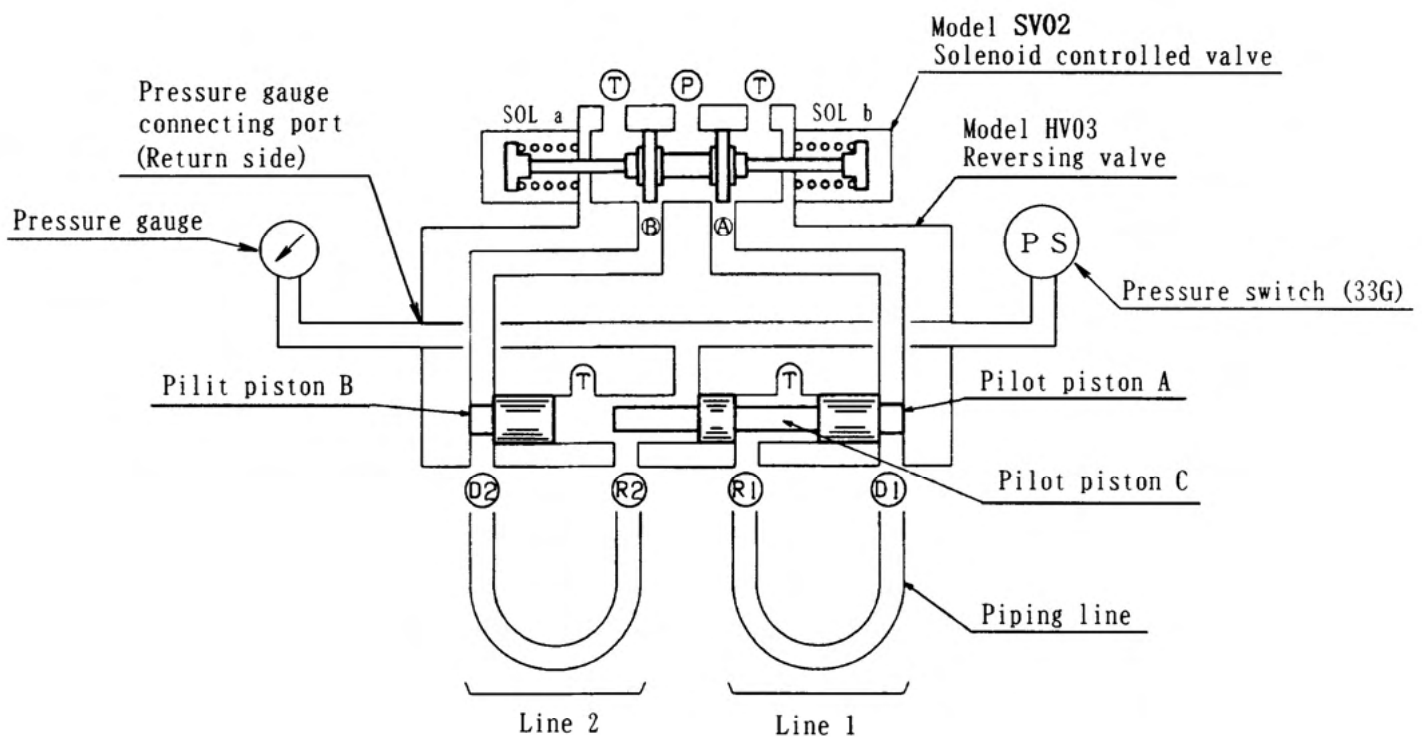 Model SV02
Solenoid controlled valve
T P T
Pressure gauge
connecting port
(Return side)
SOL a
SOL b
Model HV03
Reversing valve
Pressure gauge
B A
P S
Pressure switch (33G)
Pilit piston B
T T
Pilot piston A
D2 R2 R1 D1
Pilot piston C
Piping line
Line 2
Line 1